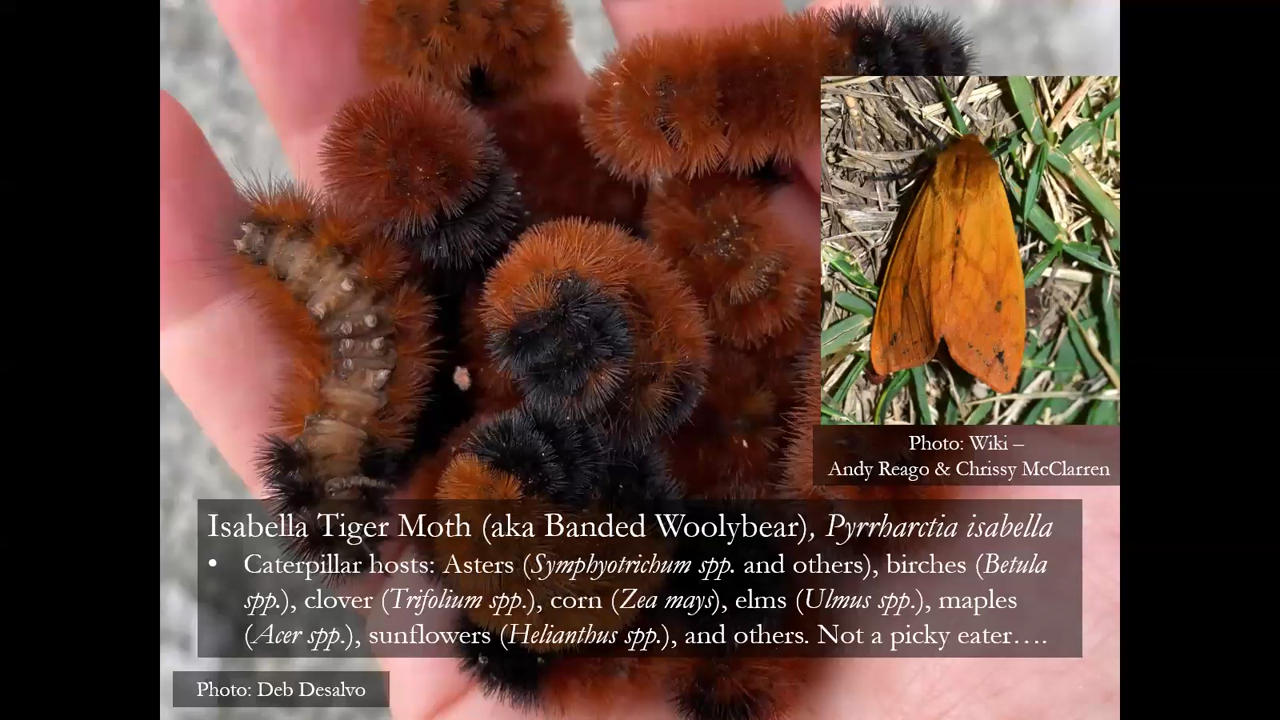 Photo: Wiki –
Andy Reago & Chrissy McClarren
Isabella Tiger Moth (aka Banded Woolybear), Pyrrharctia isabella
• Caterpillar hosts: Asters (Symphyotrichum spp. and others), birches (Betula
spp.), clover (Trifolium spp.), corn (Zea mays), elms (Ulmus spp.), maples
(Acer spp.), sunflowers (Helianthus spp.), and others. Not a picky eater….
Photo: Deb Desalvo